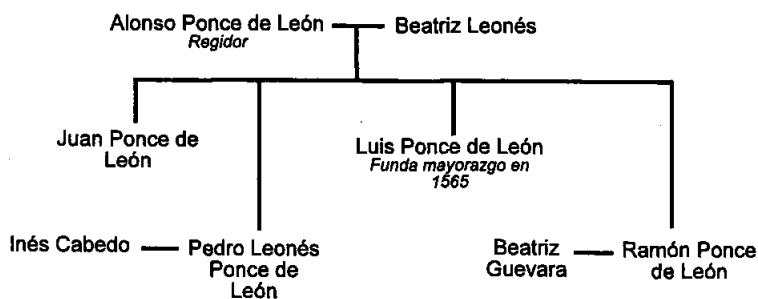 Alonso Ponce de León
Regidor
Beatriz Leonés
Juan Ponce de
León
Luis Ponce de León
Funda mayorazgo en
1565
Inés Cabedo
Pedro Leonés
Ponce de
León
Beatriz
Guevara
Ramón Ponce
de León